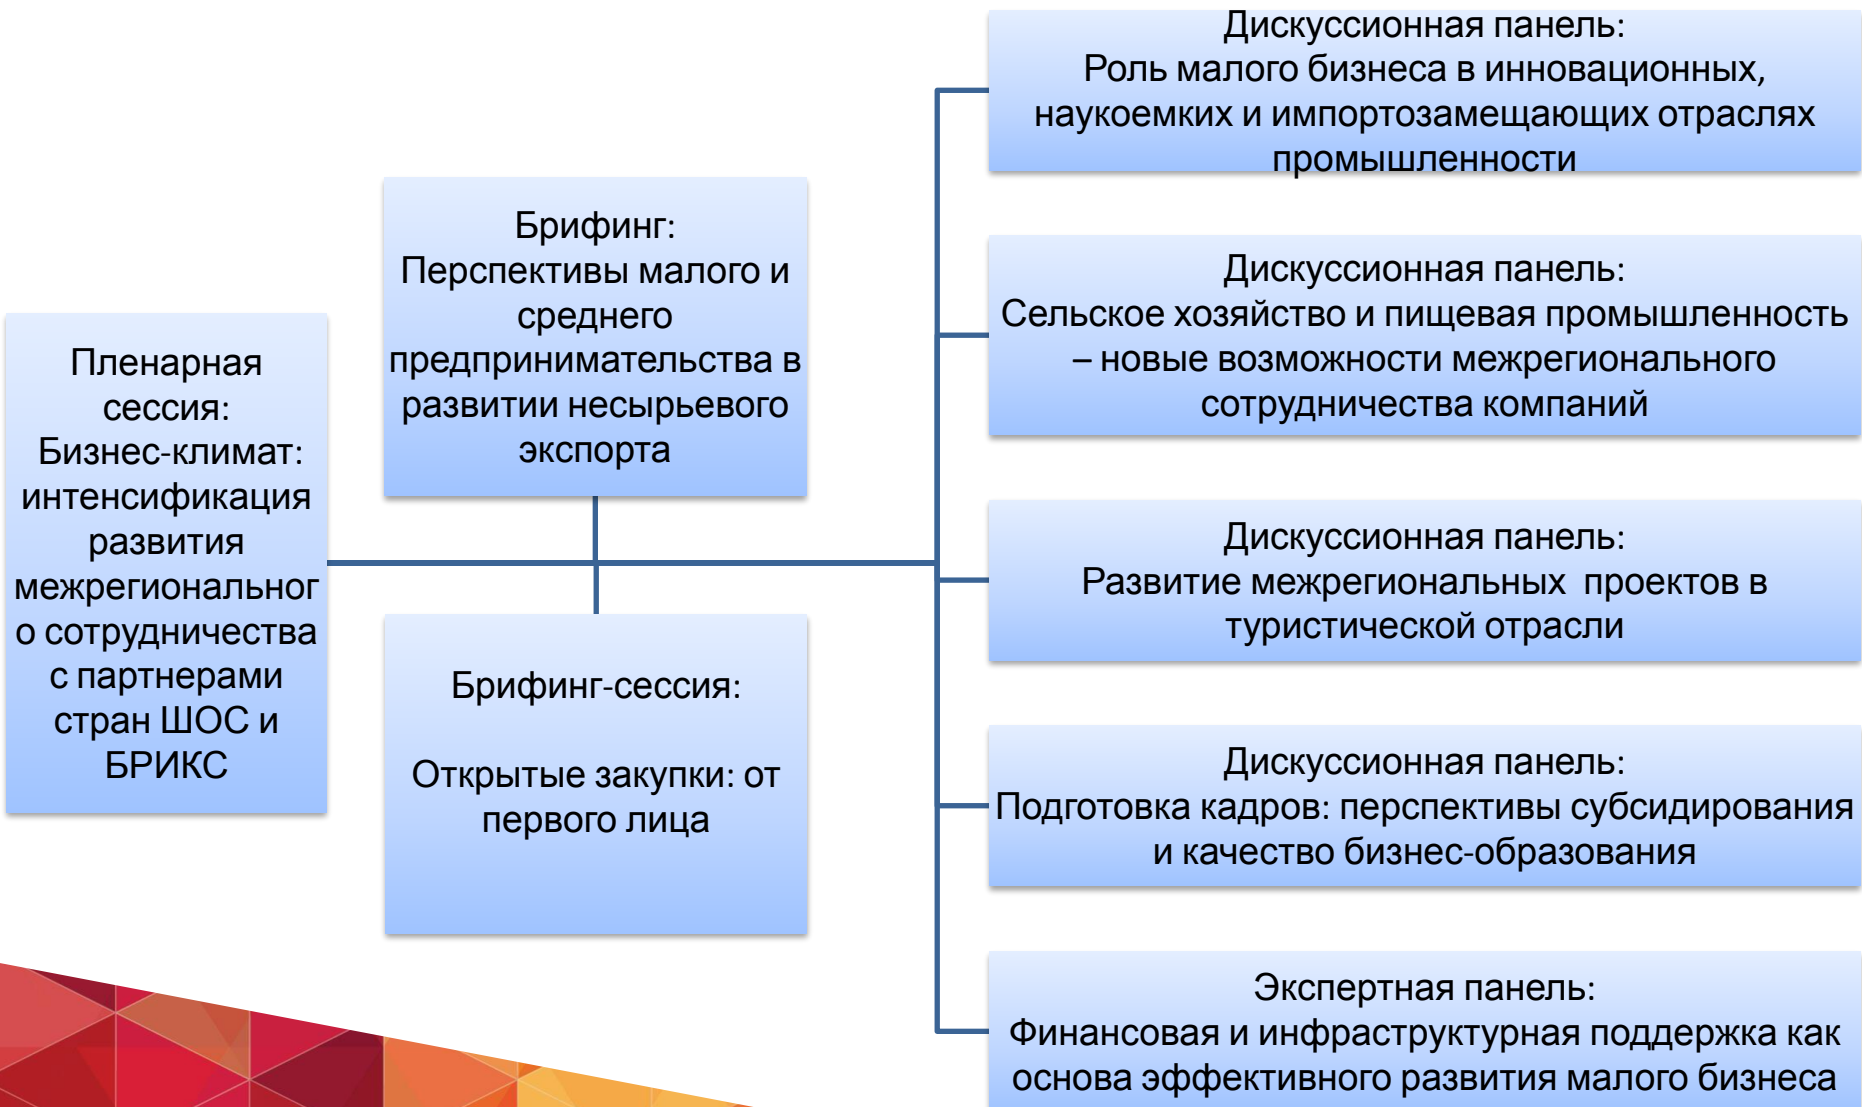 Пленарная
сессия:
Бизнес-климат:
интенсификация
развития
межрегиональног
о сотрудничества
с партнерами
стран ШОС и
БРИКС
Брифинг:
Перспективы малого и
среднего
предпринимательства в
развитии несырьевого
экспорта
Брифинг-сессия:
Открытые закупки: от
первого лица
Дискуссионная панель:
Роль малого бизнеса в инновационных,
наукоемких и импортозамещающих отраслях
промышленности
Дискуссионная панель:
Сельское хозяйство и пищевая промышленность
– новые возможности межрегионального
сотрудничества компаний
Дискуссионная панель:
Развитие межрегиональных проектов в
туристической отрасли
Дискуссионная панель:
Подготовка кадров: перспективы субсидирования
и качество бизнес-образования
Экспертная панель:
Финансовая и инфраструктурная поддержка как
основа эффективного развития малого бизнеса